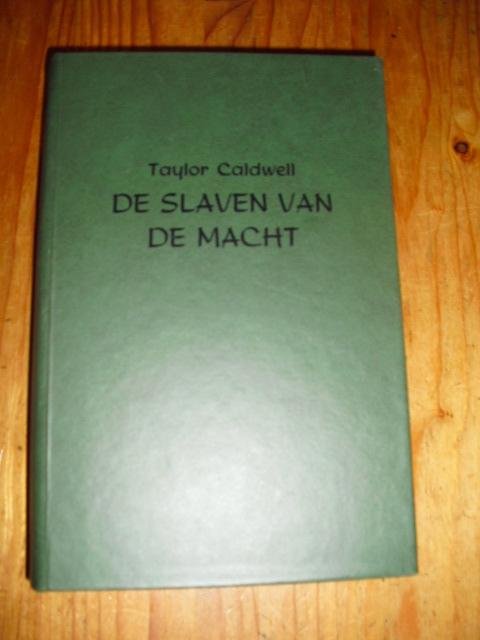 Taylor Caldwell
DE SLAVEN VAN
DE MACHT